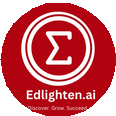 Σ
Edlighten.ai
Discover. Grow. Succeed.